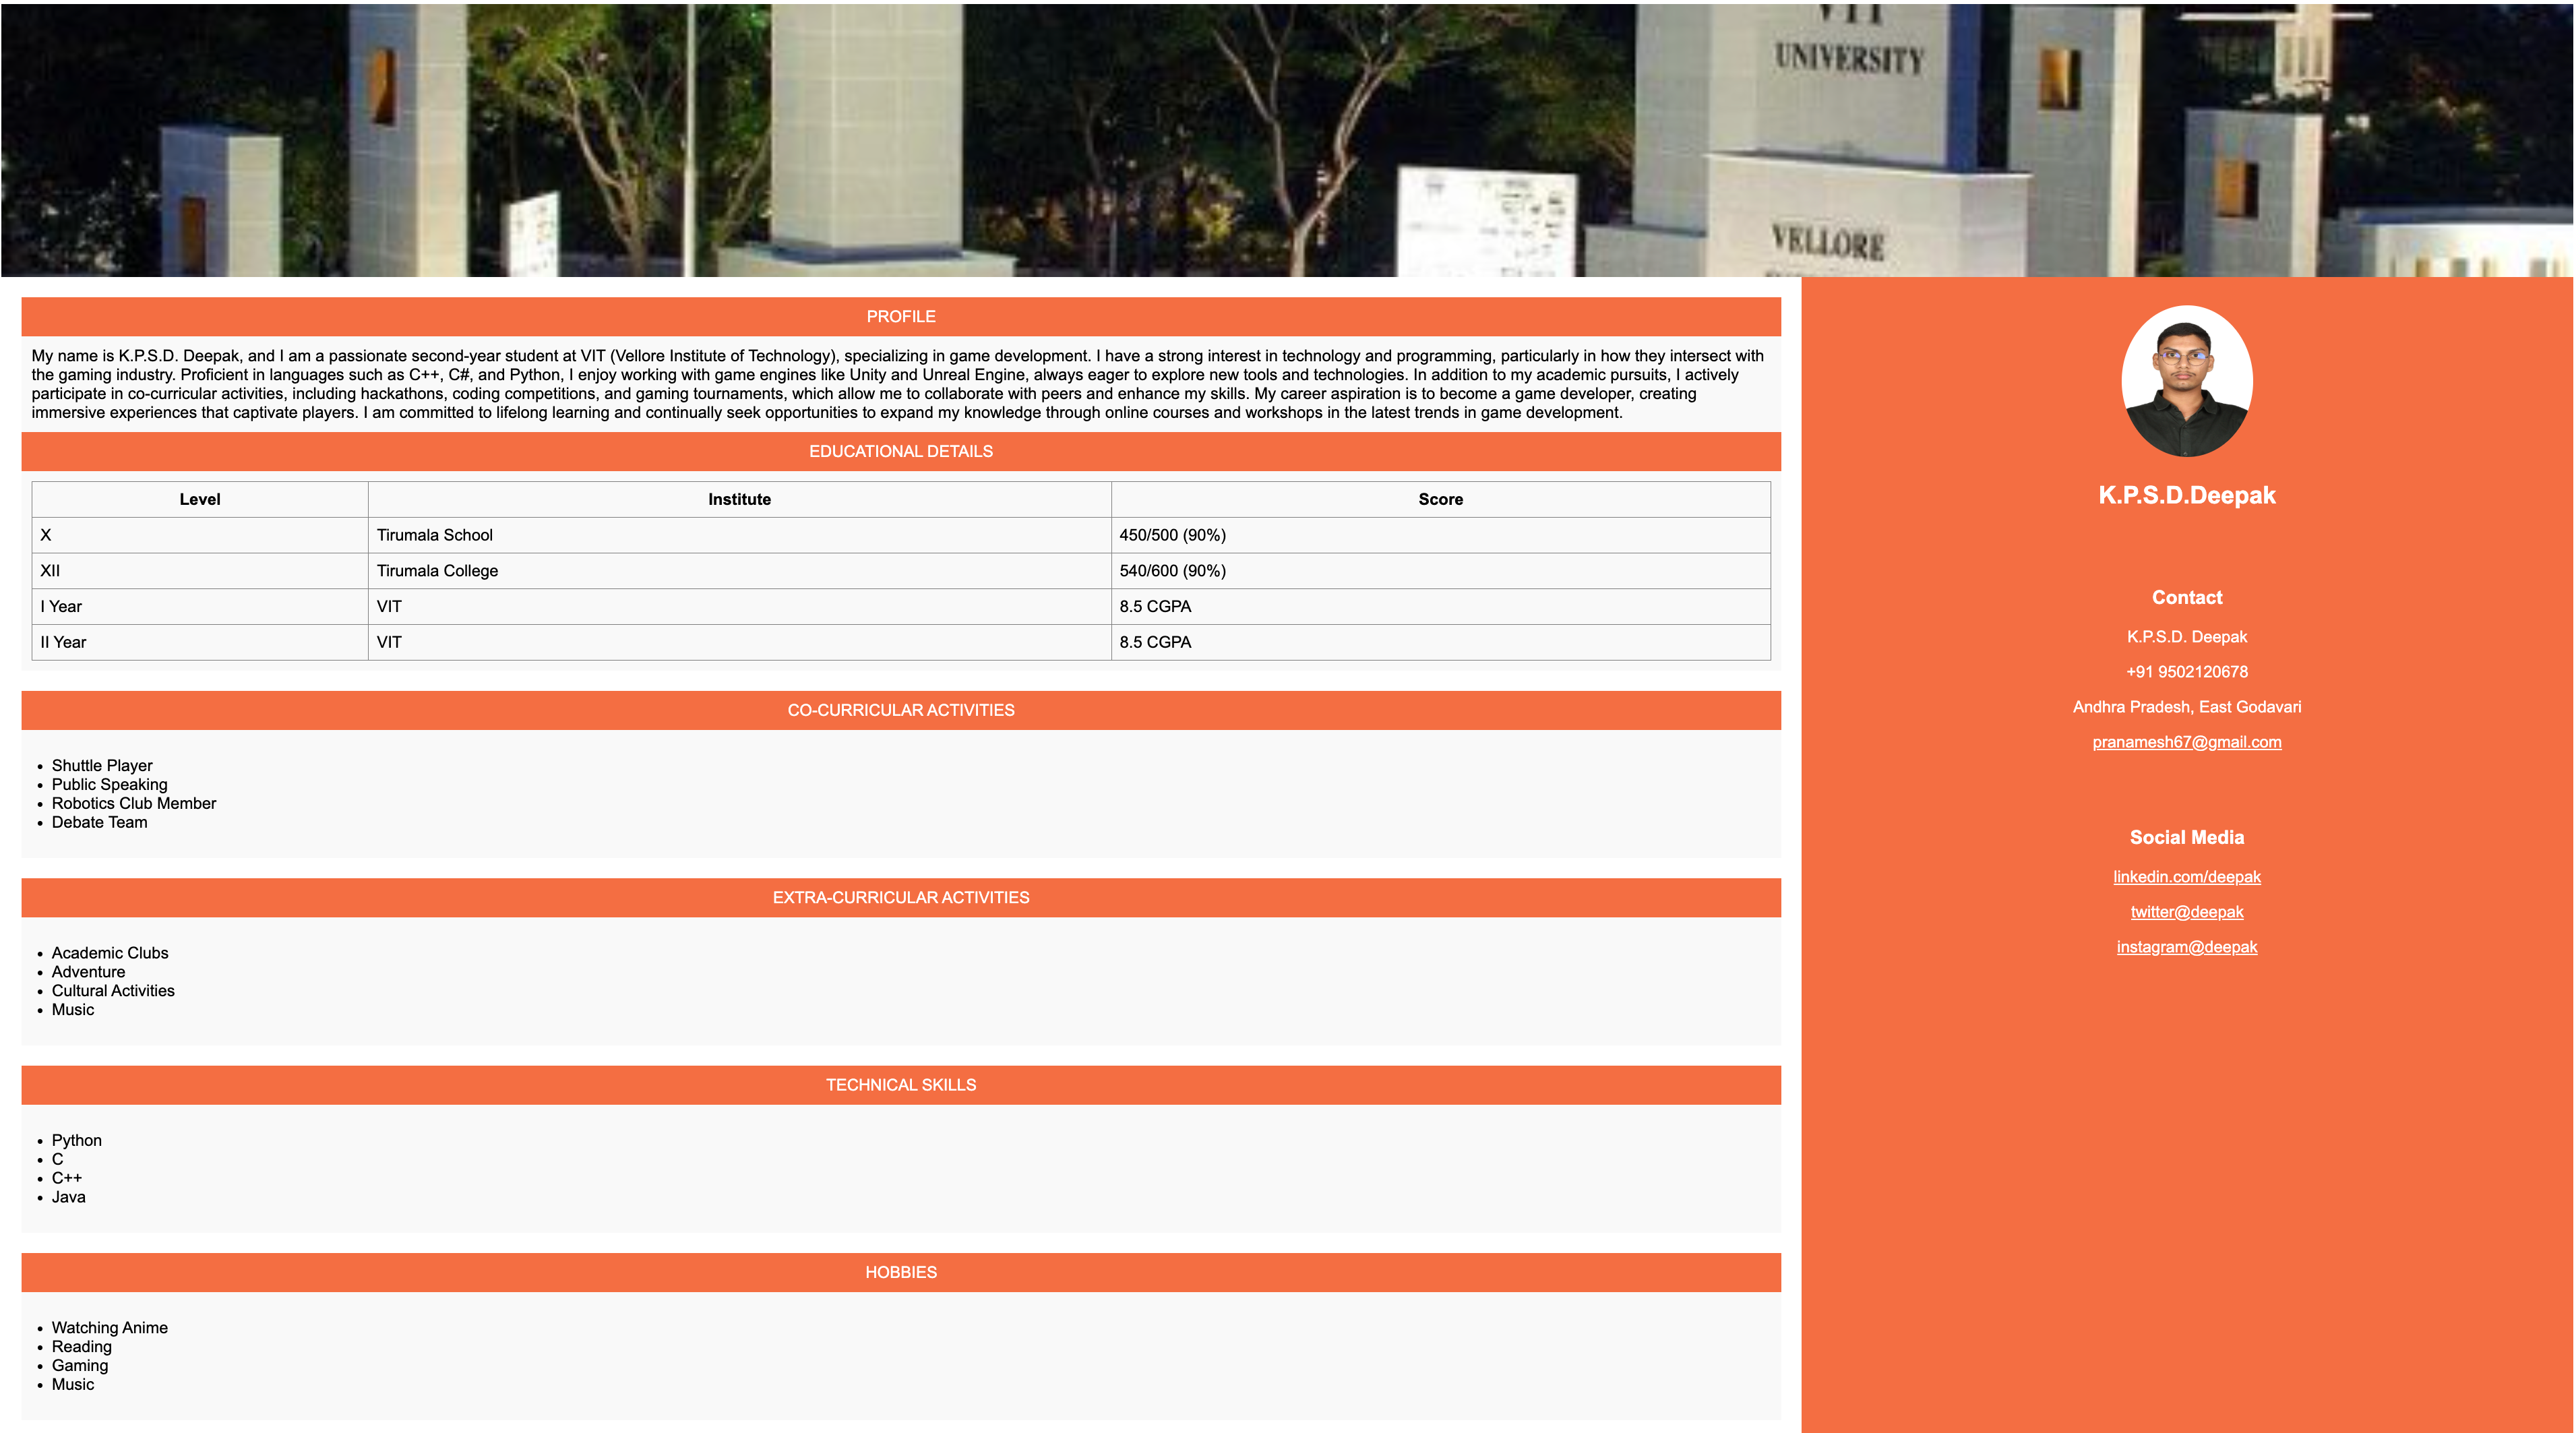 VIT
UNIVERSITY
VELLORE
PROFILE
My name is K.P.S.D. Deepak, and I am a passionate second-year student at VIT (Vellore Institute of Technology), specializing in game development. I have a strong interest in technology and programming, particularly in how they intersect with
the gaming industry. Proficient in languages such as C++, C#, and Python, I enjoy working with game engines like Unity and Unreal Engine, always eager to explore new tools and technologies. In addition to my academic pursuits, I actively
participate in co-curricular activities, including hackathons, coding competitions, and gaming tournaments, which allow me to collaborate with peers and enhance my skills. My career aspiration is to become a game developer, creating
immersive experiences that captivate players. I am committed to lifelong learning and continually seek opportunities to expand my knowledge through online courses and workshops in the latest trends in game development.
EDUCATIONAL DETAILS
Level Institute Score
X Tirumala School 450/500 (90%)
XII Tirumala College 540/600 (90%)
I Year VIT 8.5 CGPA
II Year VIT 8.5 CGPA
CO-CURRICULAR ACTIVITIES
• Shuttle Player
• Public Speaking
• Robotics Club Member
• Debate Team
EXTRA-CURRICULAR ACTIVITIES
• Academic Clubs
• Adventure
• Cultural Activities
• Music
TECHNICAL SKILLS
• Python
• C
• C++
• Java
HOBBIES
• Watching Anime
• Reading
• Gaming
• Music
K.P.S.D.Deepak
Contact
K.P.S.D. Deepak
+91 9502120678
Andhra Pradesh, East Godavari
pranamesh67@gmail.com
Social Media
linkedin.com/deepak
twitter@deepak
instagram@deepak